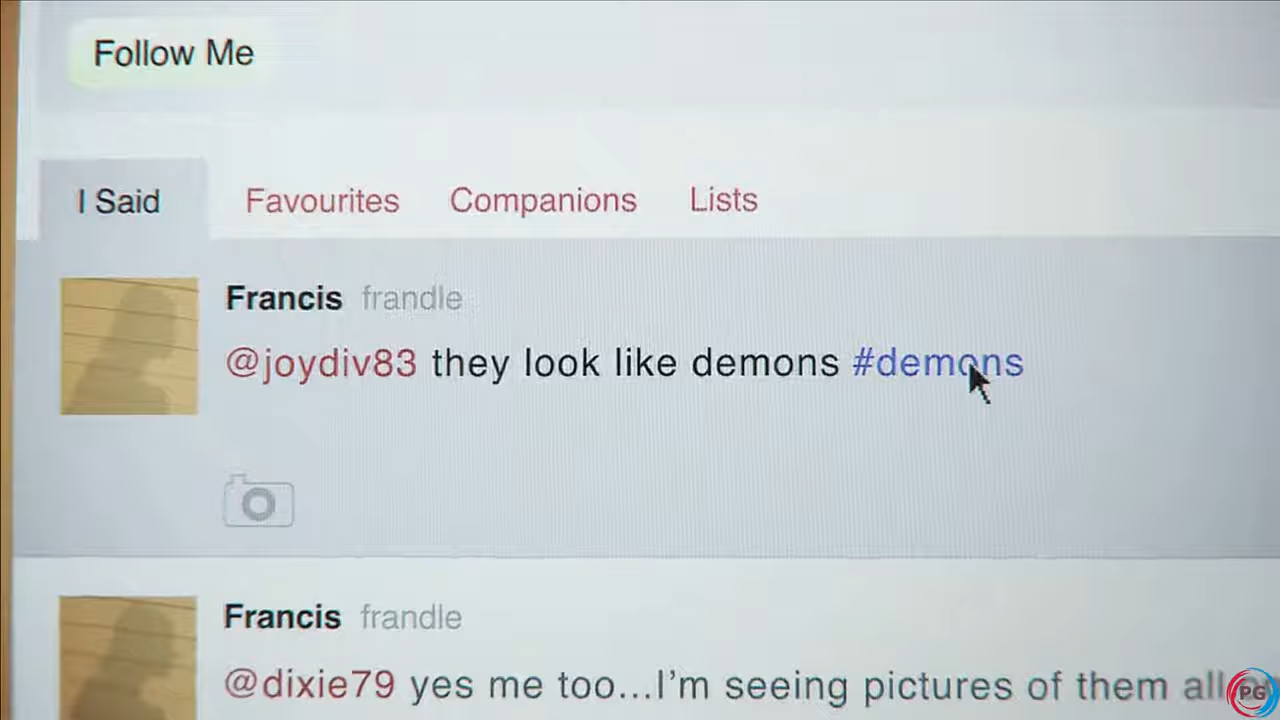 Follow Me
I Said Favourites Companions Lists
Francis frandle
@joydiv83 they look like demons #demons
Francis frandle
@dixie79 yes me too...I'm seeing pictures of them all
PG